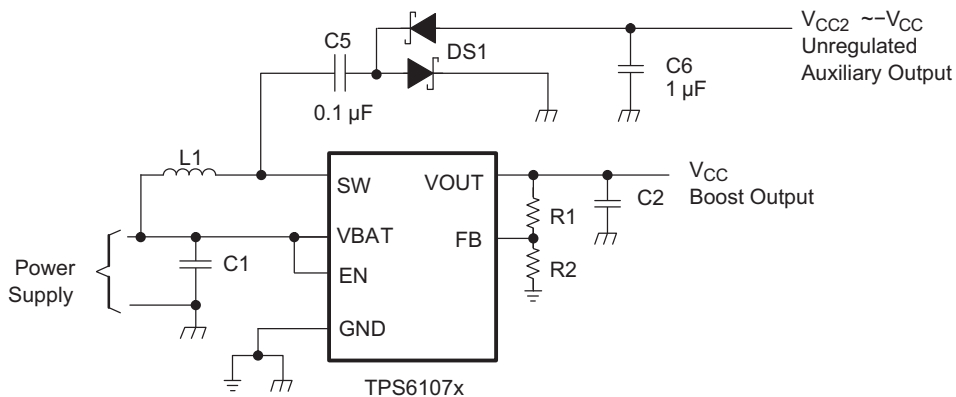 V_CC2 ~–V_CC
Unregulated
Auxiliary Output
C5
0.1 µF
DS1
C6
1 µF
L1
SW
VOUT
V_CC
Boost Output
C2
R1
VBAT
FB
R2
EN
C1
Power
Supply
GND
TPS6107x